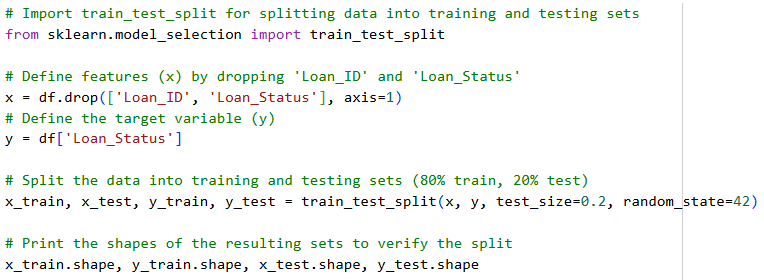 # Import train_test_split for splitting data into training and testing sets
from sklearn.model_selection import train_test_split
# Define features (x) by dropping 'Loan_ID' and 'Loan_Status'
x = df.drop(['Loan_ID', 'Loan_Status'], axis=1)
# Define the target variable (y)
y = df['Loan_Status']
# Split the data into training and testing sets (80% train, 20% test)
x_train, x_test, y_train, y_test = train_test_split(x, y, test_size=0.2, random_state=42)
# Print the shapes of the resulting sets to verify the split
x_train.shape, y_train.shape, x_test.shape, y_test.shape